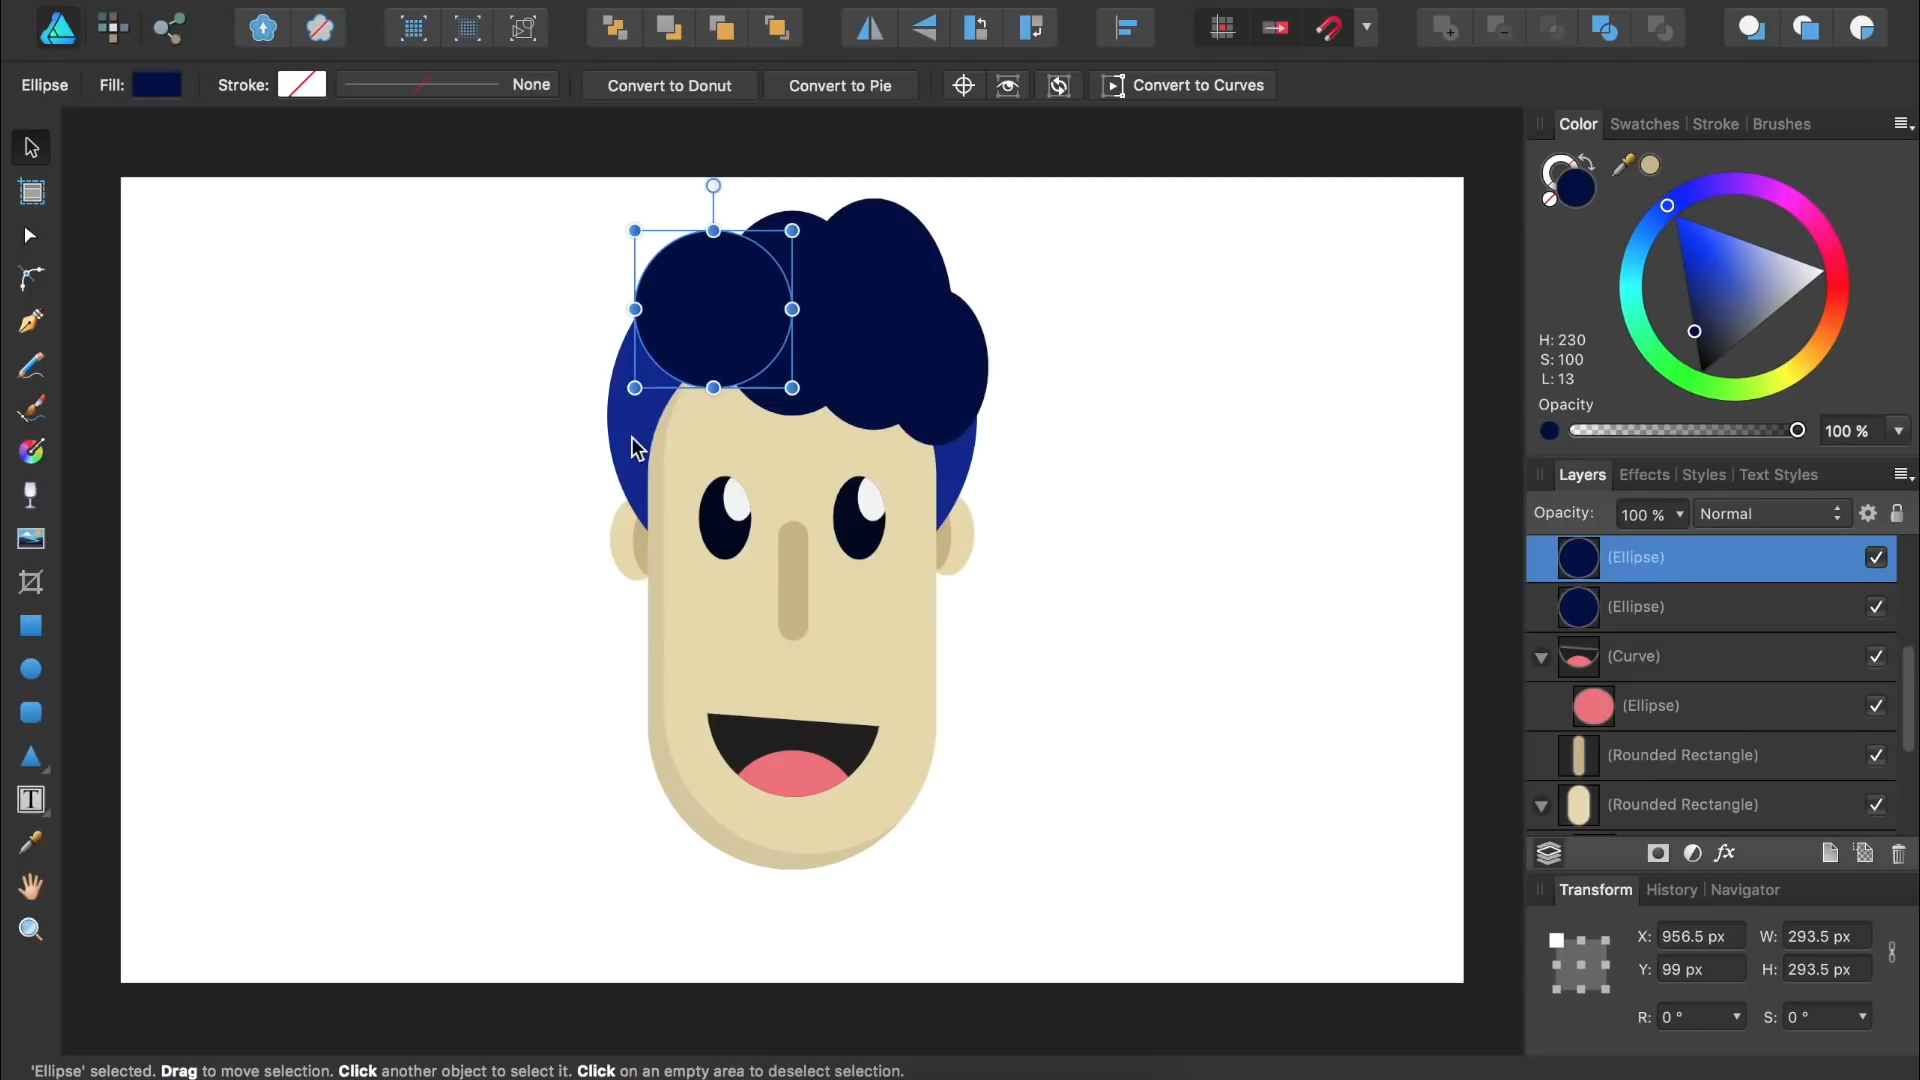 Ellipse Fill: Stroke: None Convert to Donut Convert to Pie Convert to Curves
Color Swatches Stroke Brushes
H: 230
S: 100
L: 13
Opacity
100 %
Layers Effects Styles Text Styles
Opacity: 100 % Normal
(Ellipse)
(Ellipse)
(Curve)
(Ellipse)
(Rounded Rectangle)
(Rounded Rectangle)
Transform History Navigator
X: 956.5 px W: 293.5 px
Y: 99 px H: 293.5 px
R: 0 ° S: 0 °
'Ellipse' selected. Drag to move selection. Click another object to select it. Click on an empty area to deselect selection.